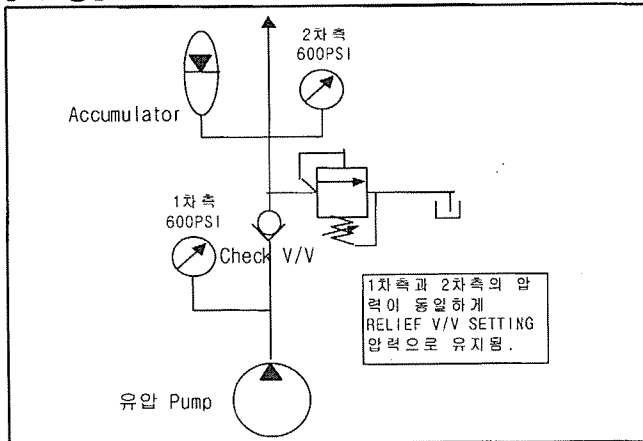 2차측
600PSI
Accumulator
1차측
600PSI
Check V/V
1차측과 2차측의 압
력이 동일하게
RELIEF V/V SETTING
압력으로 유지됨.
유압 Pump